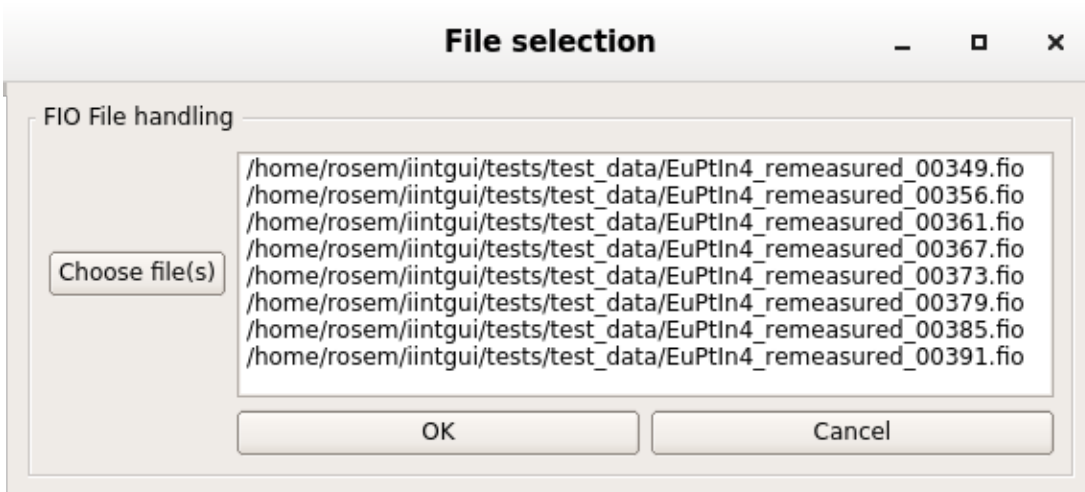 File selection
FIO File handling
/home/rosem/iintgui/tests/test_data/EuPtIn4_remeasured_00349.fio
/home/rosem/iintgui/tests/test_data/EuPtIn4_remeasured_00356.fio
/home/rosem/iintgui/tests/test_data/EuPtIn4_remeasured_00361.fio
/home/rosem/iintgui/tests/test_data/EuPtIn4_remeasured_00367.fio
/home/rosem/iintgui/tests/test_data/EuPtIn4_remeasured_00373.fio
/home/rosem/iintgui/tests/test_data/EuPtIn4_remeasured_00379.fio
/home/rosem/iintgui/tests/test_data/EuPtIn4_remeasured_00385.fio
/home/rosem/iintgui/tests/test_data/EuPtIn4_remeasured_00391.fio
Choose file(s)
OK
Cancel